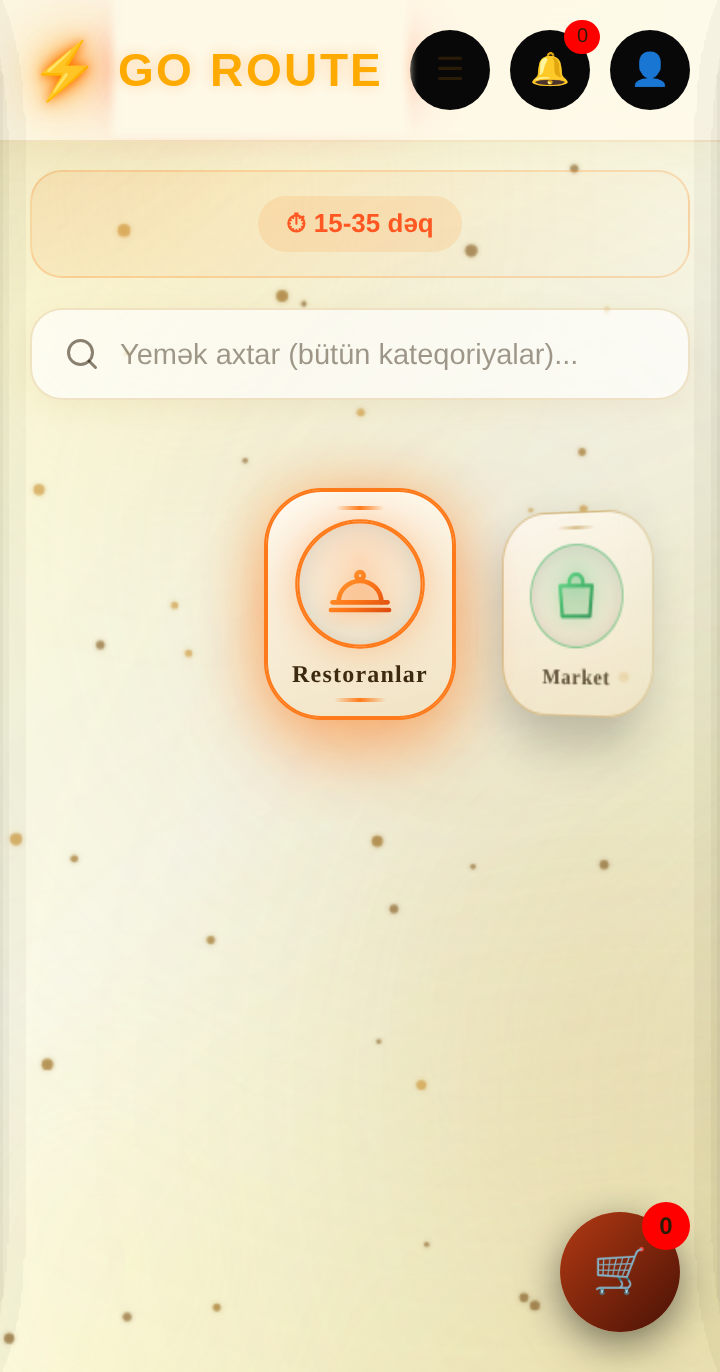 GO ROUTE
0
15-35 dəq
Yemək axtar (bütün kateqoriyalar)...
Restoranlar
Market
0